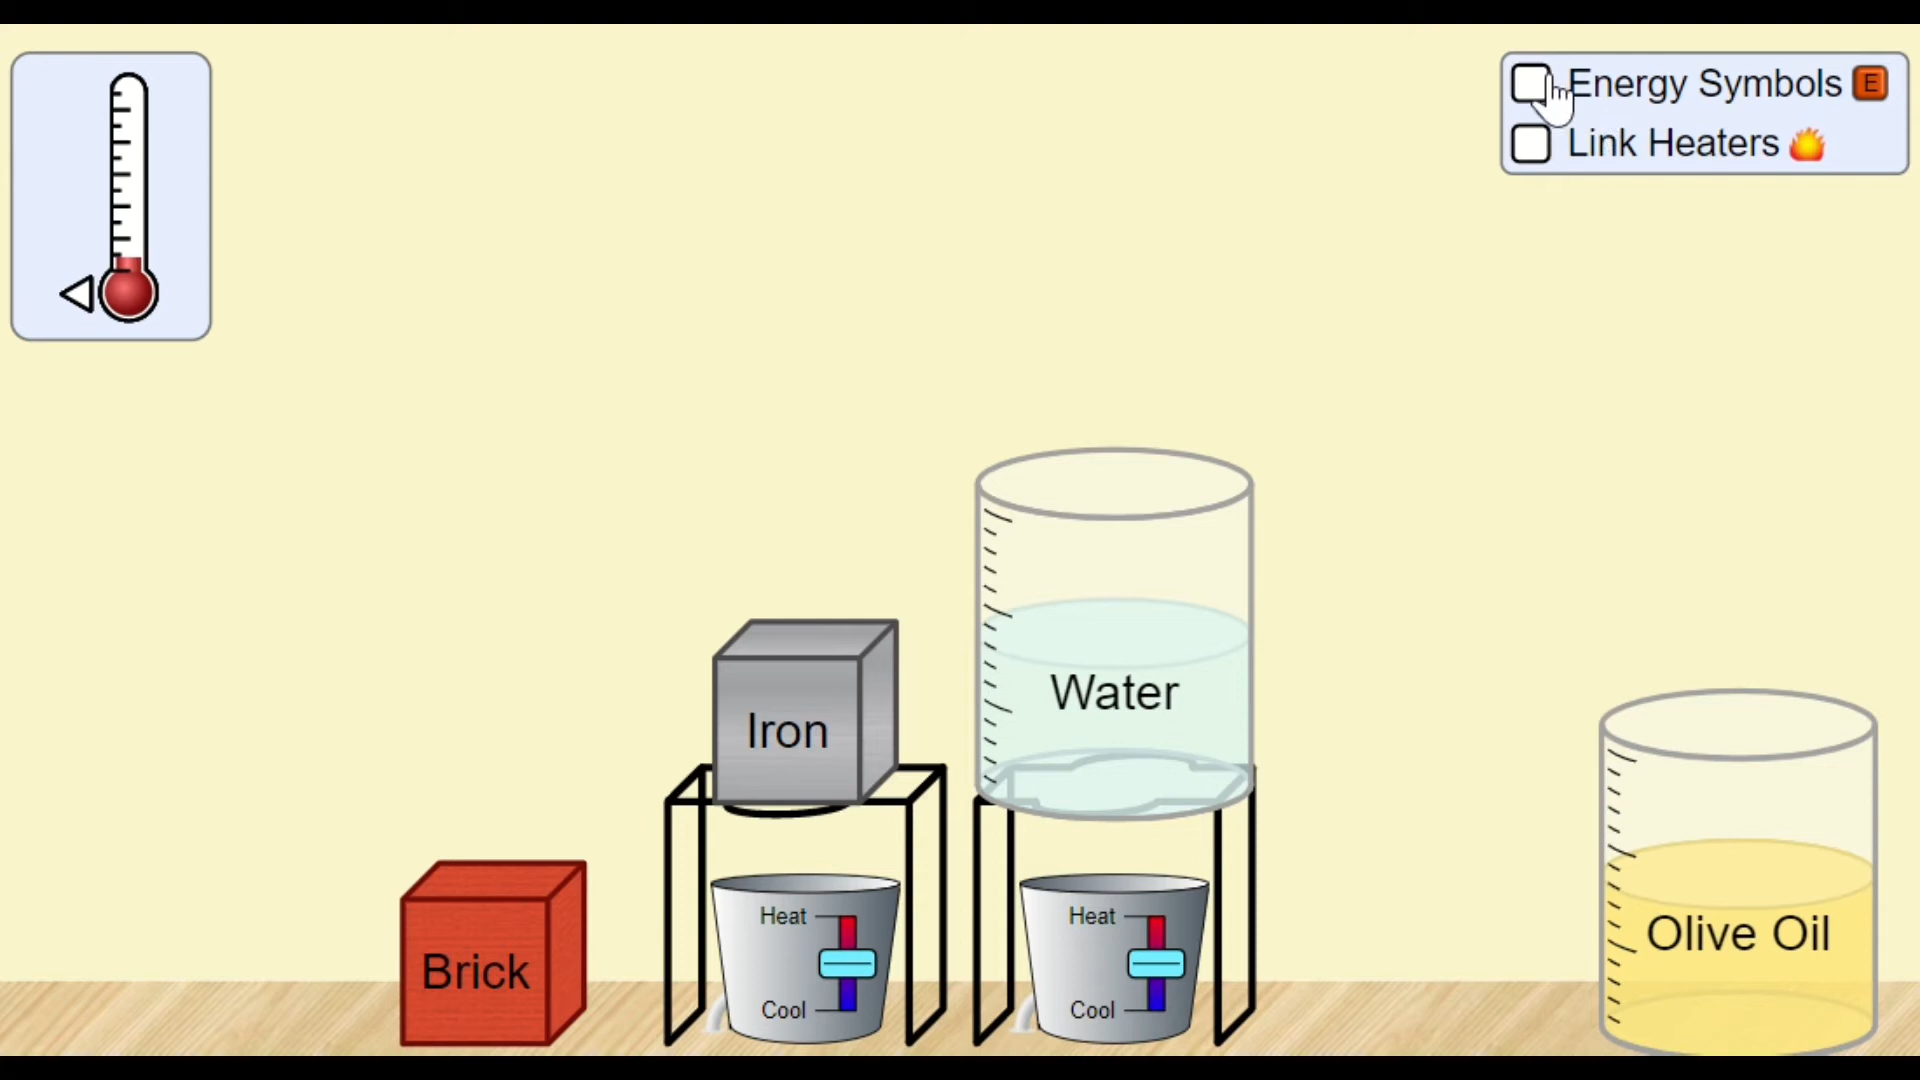 Energy Symbols E
Link Heaters
Iron
Water
Brick
Olive Oil
Heat
Cool
Heat
Cool